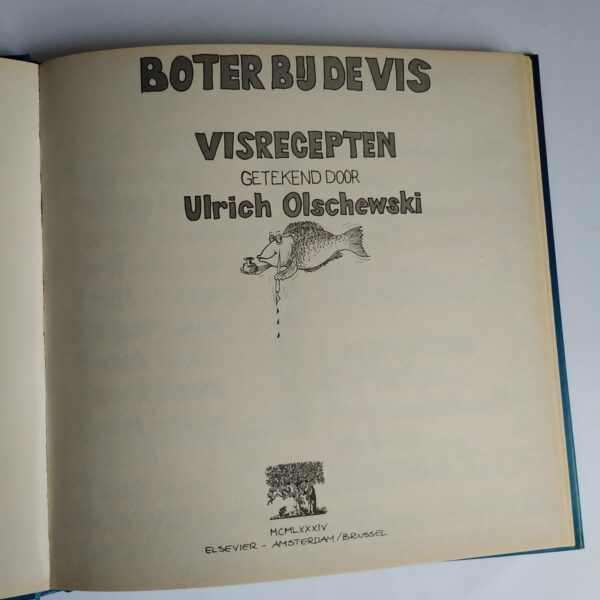 BOTER BIJ DE VIS
VISRECEPTEN
GETEKEND DOOR
Ulrich Olschewski
MCMLXXXIV
ELSEVIER - AMSTERDAM/BRUSSEL